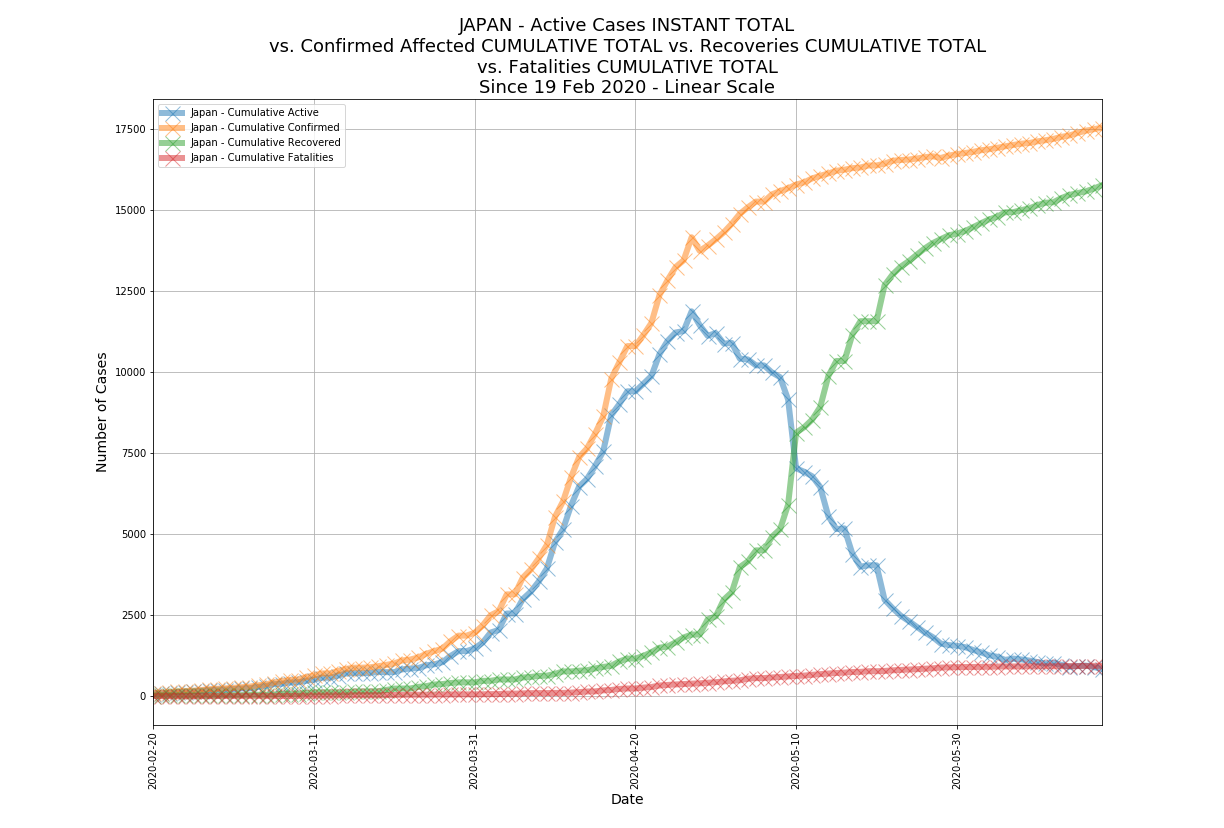 JAPAN - Active Cases INSTANT TOTAL
vs. Confirmed Affected CUMULATIVE TOTAL vs. Recoveries CUMULATIVE TOTAL
vs. Fatalities CUMULATIVE TOTAL
Since 19 Feb 2020 - Linear Scale
Japan - Cumulative Active
Japan - Cumulative Confirmed
Japan - Cumulative Recovered
Japan - Cumulative Fatalities
Number of Cases
17500
15000
12500
10000
7500
5000
2500
0
2020-02-20
2020-03-11
2020-03-31
2020-04-20
2020-05-10
2020-05-30
Date